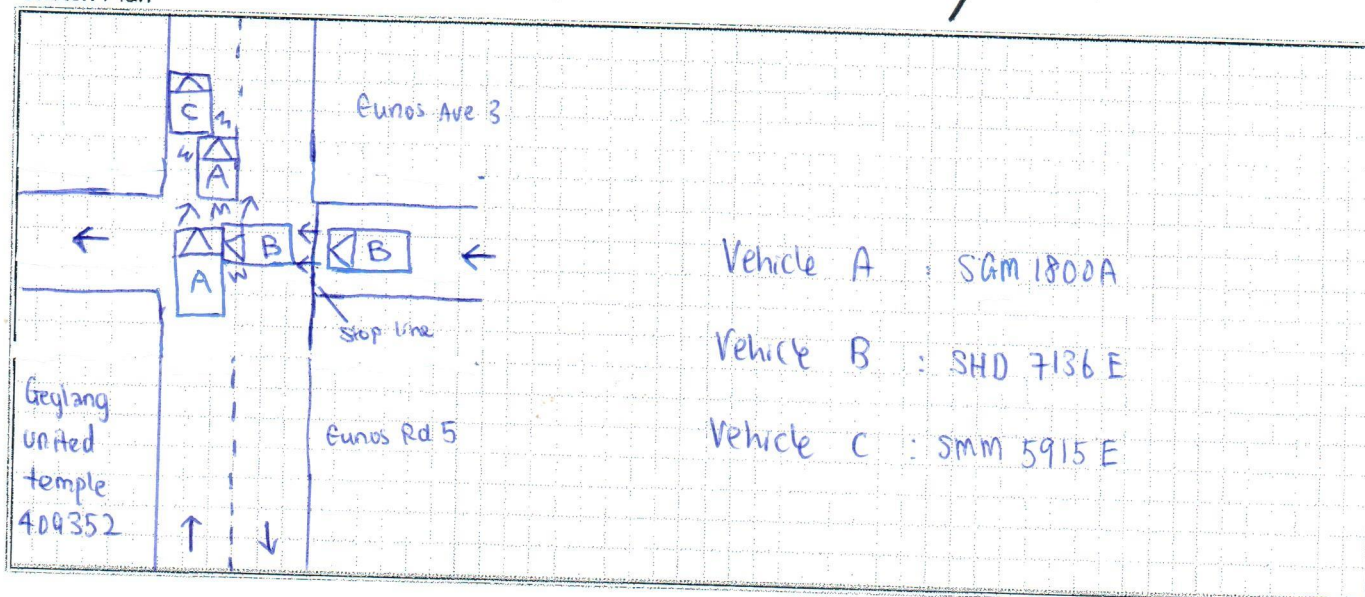 Plan
C
Eunos Ave 3
A
B
B
A
Stop line
Vehicle A : SGM 1800A
Vehicle B : SHD 7136 E
Vehicle C : SMM 5915 E
Geylang
united
temple
409352
Eunos Rd 5